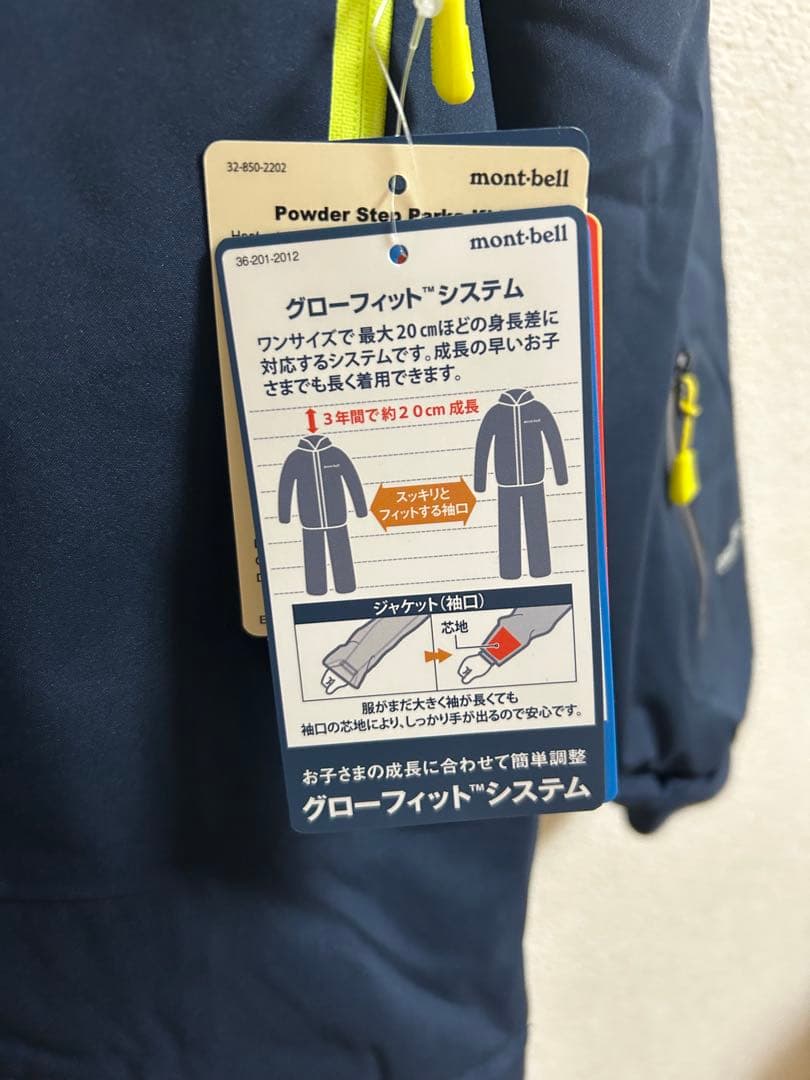 32-850-2202
mont·bell
Powder Step Parka
36-201-2012
mont·bell
グローフィット™システム
ワンサイズで最大20㎝ほどの身長差に
対応するシステムです。成長の早いお子
さまでも長く着用できます。
3年間で約20cm成長
スッキリと
フィットする袖口
ジャケット(袖口)
芯地
服がまだ大きく袖が長くても
袖口の芯地により、しっかり手が出るので安心です。
お子さまの成長に合わせて簡単調整
グローフィット™システム